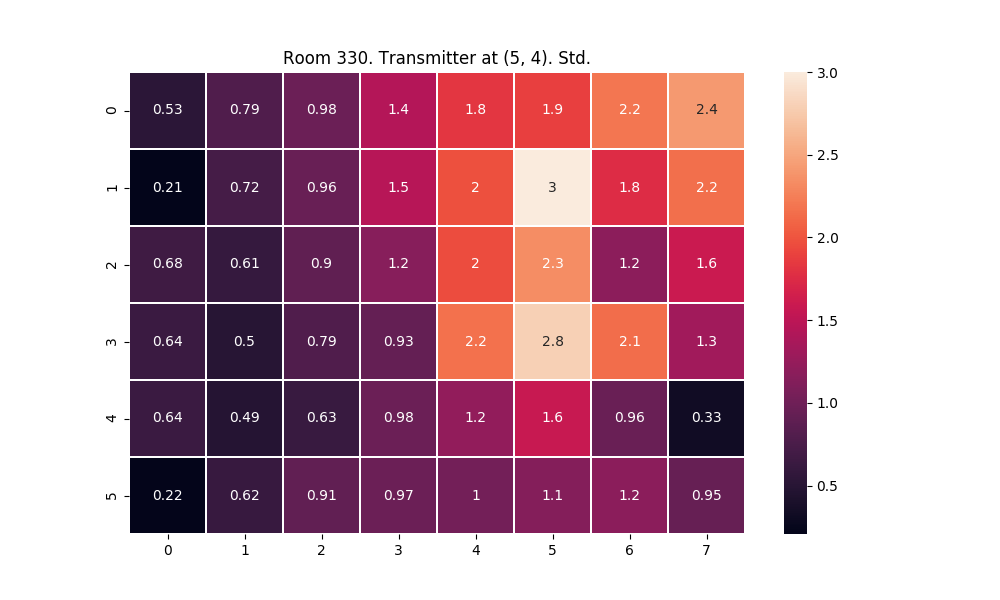 Room 330. Transmitter at (5, 4). Std.
0 0.53 0.79 0.98 1.4 1.8 1.9 2.2 2.4
1 0.21 0.72 0.96 1.5 2 3 1.8 2.2
2 0.68 0.61 0.9 1.2 2 2.3 1.2 1.6
3 0.64 0.5 0.79 0.93 2.2 2.8 2.1 1.3
4 0.64 0.49 0.63 0.98 1.2 1.6 0.96 0.33
5 0.22 0.62 0.91 0.97 1 1.1 1.2 0.95
0 1 2 3 4 5 6 7
3.0
2.5
2.0
1.5
1.0
0.5